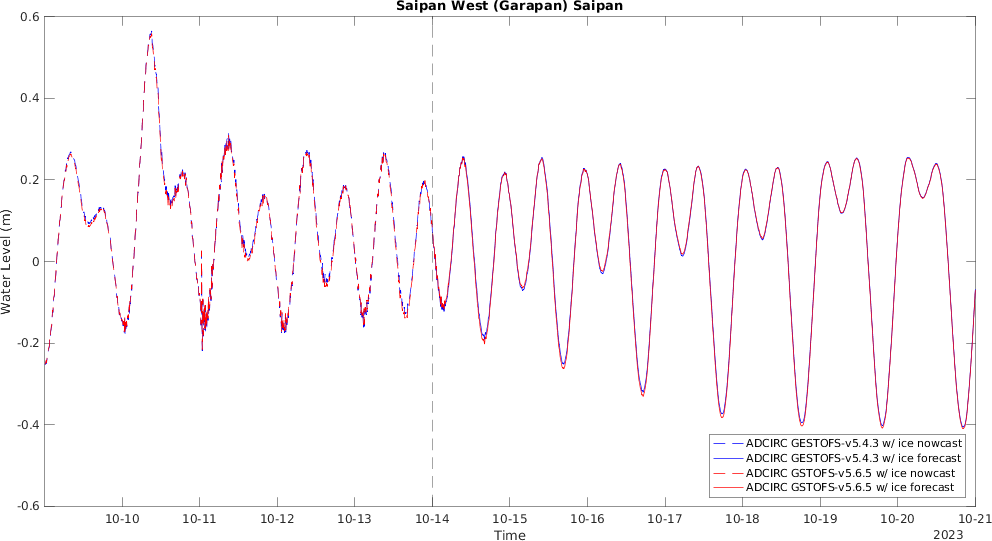 Saipan West (Garapan) Saipan
0.6
0.4
0.2
0
-0.2
-0.4
-0.6
Water Level (m)
ADCIRC GESTOFS-v5.4.3 w/ ice nowcast
ADCIRC GESTOFS-v5.4.3 w/ ice forecast
ADCIRC GSTOFS-v5.6.5 w/ ice nowcast
ADCIRC GSTOFS-v5.6.5 w/ ice forecast
10-10 10-11 10-12 10-13 10-14 10-15 10-16 10-17 10-18 10-19 10-20 10-21
Time
2023